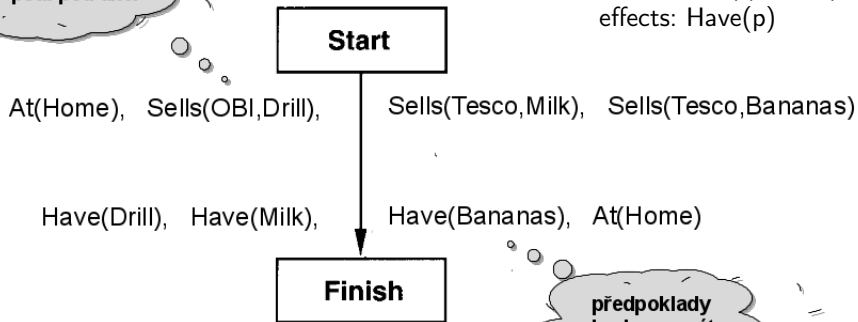 effects: Have(p)
Start
At(Home), Sells(OBI,Drill), Sells(Tesco,Milk), Sells(Tesco,Bananas)
Have(Drill), Have(Milk), Have(Bananas), At(Home)
Finish
předpoklady